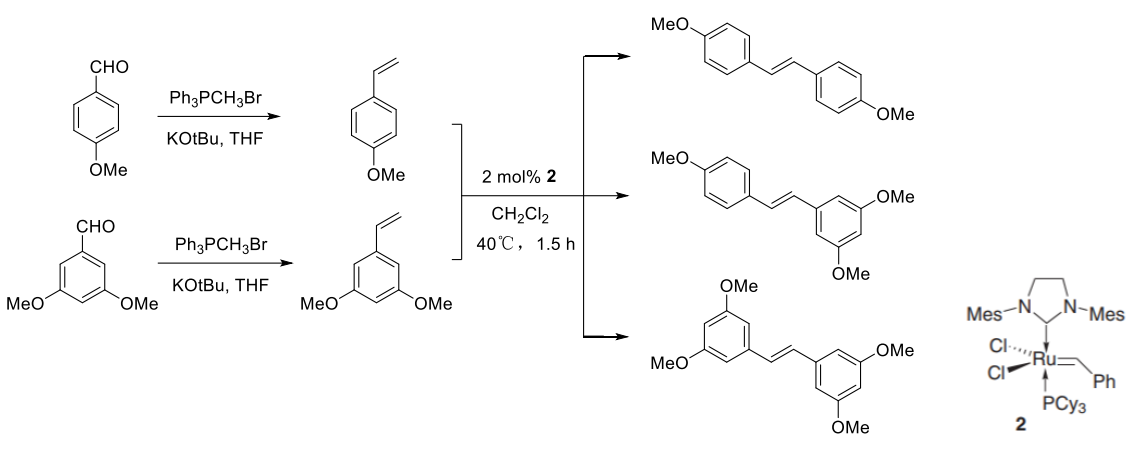 CHO
OMe
Ph3PCH3Br
KOtBu, THF
OMe
CHO
MeO
OMe
Ph3PCH3Br
KOtBu, THF
MeO
OMe
2 mol% 2
CH2Cl2
40℃, 1.5 h
MeO
OMe
MeO
OMe
OMe
OMe
MeO
OMe
OMe
Mes
N
N
Mes
Cl
Cl
Ru
Ph
PCy3
2